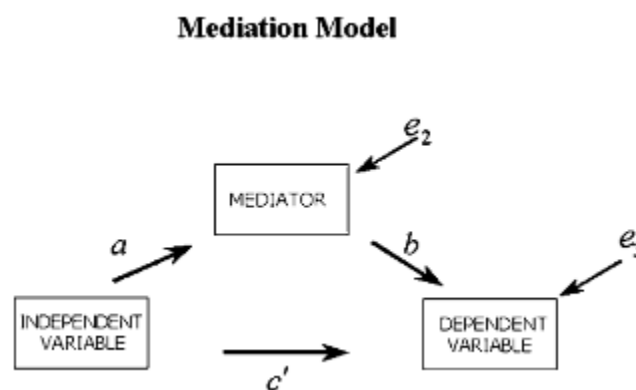 Mediation Model
e₂
MEDIATOR
a
b
INDEPENDENT
VARIABLE
c'
DEPENDENT
VARIABLE